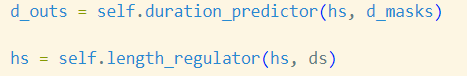 d_outs = self.duration_predictor(hs, d_masks)
hs = self.length_regulator(hs, ds)